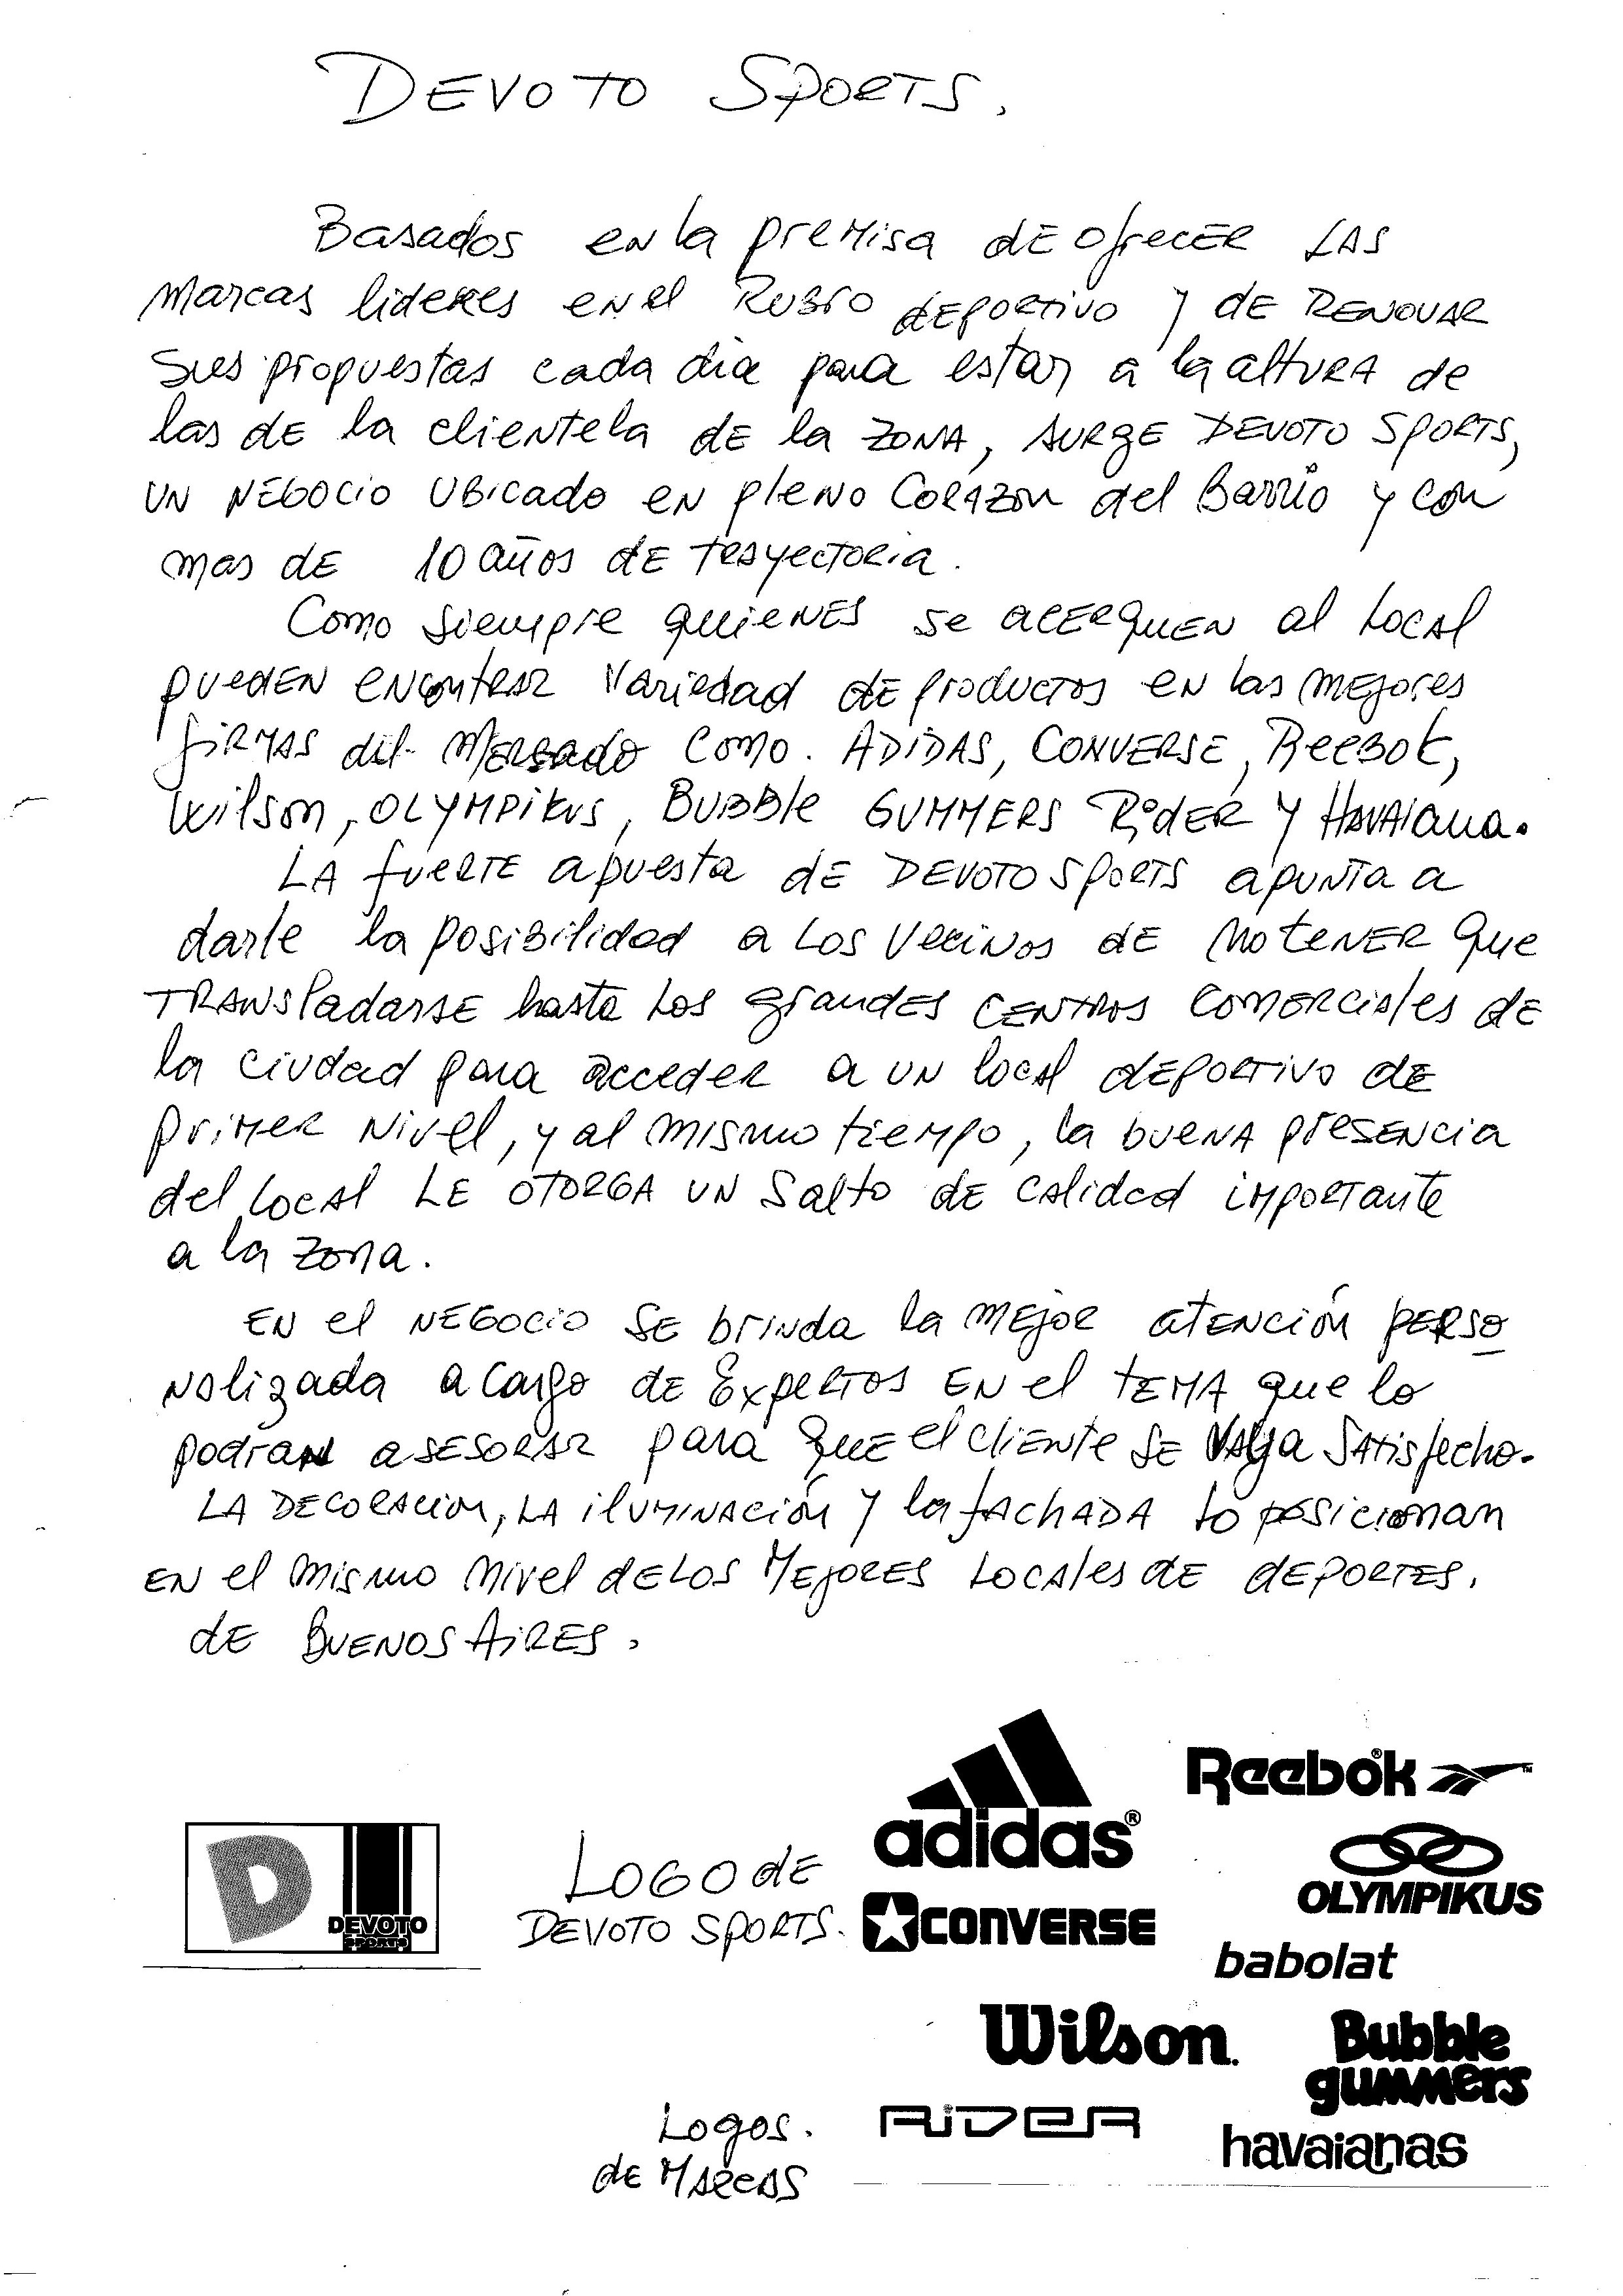 DEVOTO SPORTS.
Basados en la premisa de ofrecer las
marcas lideres en el rubro deportivo y de renovar
sus propuestas cada dia para estar a la altura de
las de la clientela de la zona, surge DEVOTO SPORTS,
un negocio ubicado en pleno corazon del Barrio y con
mas de 10 años de trayectoria.
Como siempre quienes se acerquen al local
pueden encontrar variedad de productos en las mejores
firmas del mercado como. ADIDAS, CONVERSE, Reebok,
Wilson, OLYMPIKUS, BUBBle GUMMERS RiDER y HAVAIana.
La fuerte apuesta de DEVOTO SPORTS apunta a
darle la posibilidad a los vecinos de no tener que
transladarse hasta los grandes centros comerciales de
la ciudad para acceder a un local deportivo de
primer nivel, y al mismo tiempo, la buena presencia
del local le otorga un salto de calidad importante
a la zona.
En el negocio se brinda la mejor atención perso
nalizada a cargo de Expertos en el tema que lo
podran asesorar para que el cliente se vaya satisfecho.
La decoracion, la iluminación y la fachada lo posicionan
en el mismo nivel de los mejores locales de deportes.
de Buenos Aires.
adidas®
Reebok ™
OLYMPIKUS
D DEVOTO
SPORTS
LOGO de
DEVOTO SPORTS.
CONVERSE
babolat
Wilson.
Bubble
gummers
Logos.
de Marcas
RIDER
havaianas